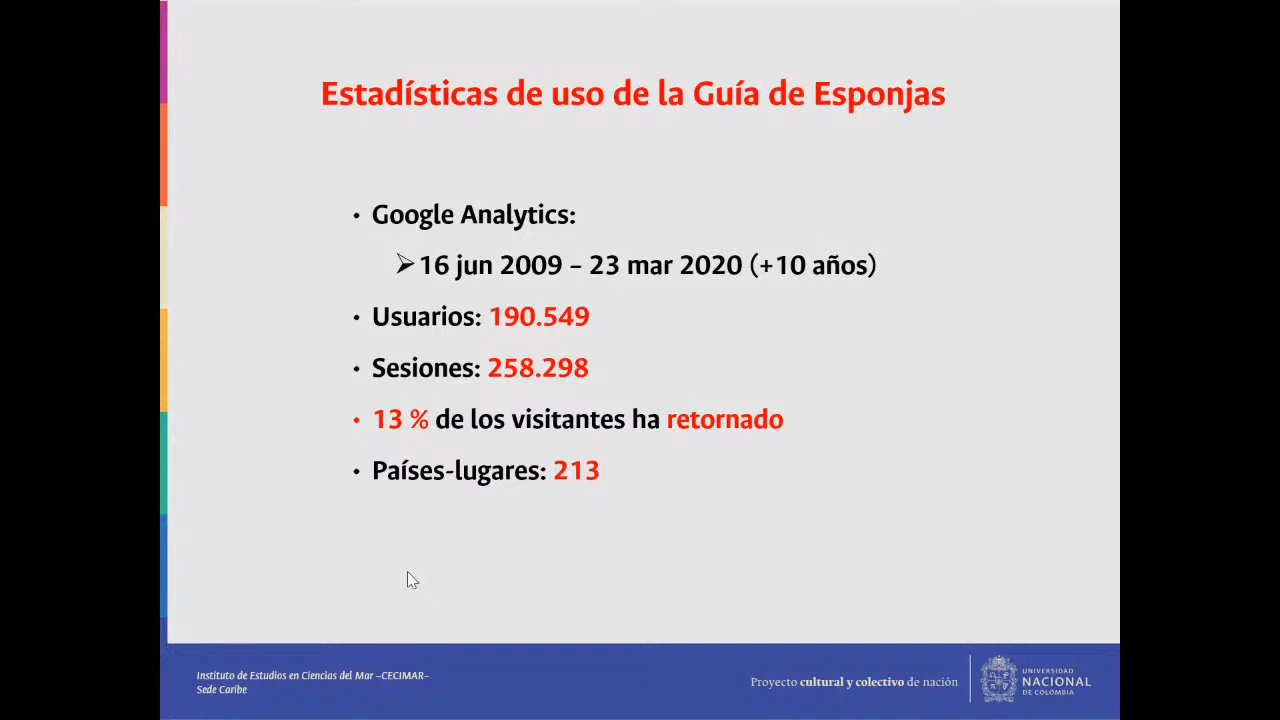 Estadísticas de uso de la Guía de Esponjas
• Google Analytics:
➢16 jun 2009 – 23 mar 2020 (+10 años)
• Usuarios: 190.549
• Sesiones: 258.298
• 13 % de los visitantes ha retornado
• Países-lugares: 213
Instituto de Estudios en Ciencias del Mar –CECIMAR–
Sede Caribe
Proyecto cultural y colectivo de nación
UNIVERSIDAD
NACIONAL
DE COLOMBIA